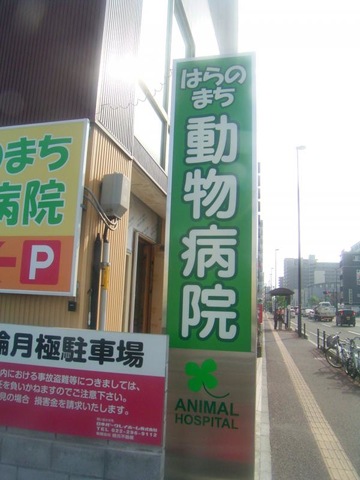 はらの
まち
動物病院
ANIMAL
HOSPITAL
のまち
病院
P
輪月極駐車場
内における事故盗難等につきましては、
を負いかねますのでご注意下さい。
の場合 損害金を請求いたします。